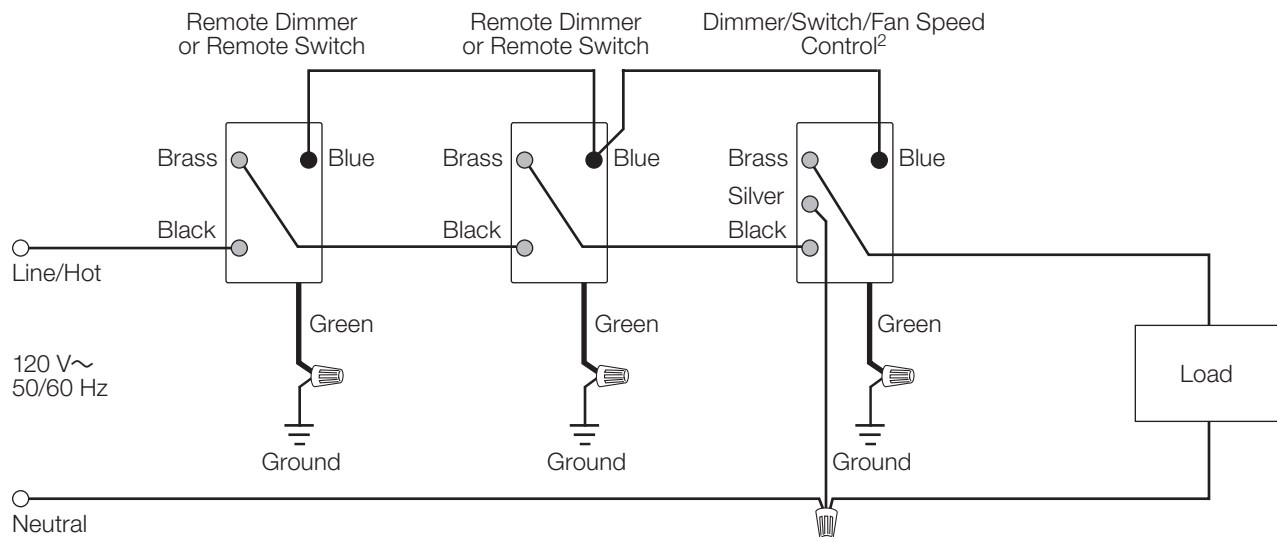 Remote Dimmer
or Remote Switch
Remote Dimmer
or Remote Switch
Dimmer/Switch/Fan Speed
Control²
Brass
Blue
Brass
Blue
Brass
Blue
Silver
Black
Black
Black
Line/Hot
Green
Green
Green
120 V~
50/60 Hz
Load
Ground
Ground
Ground
Neutral